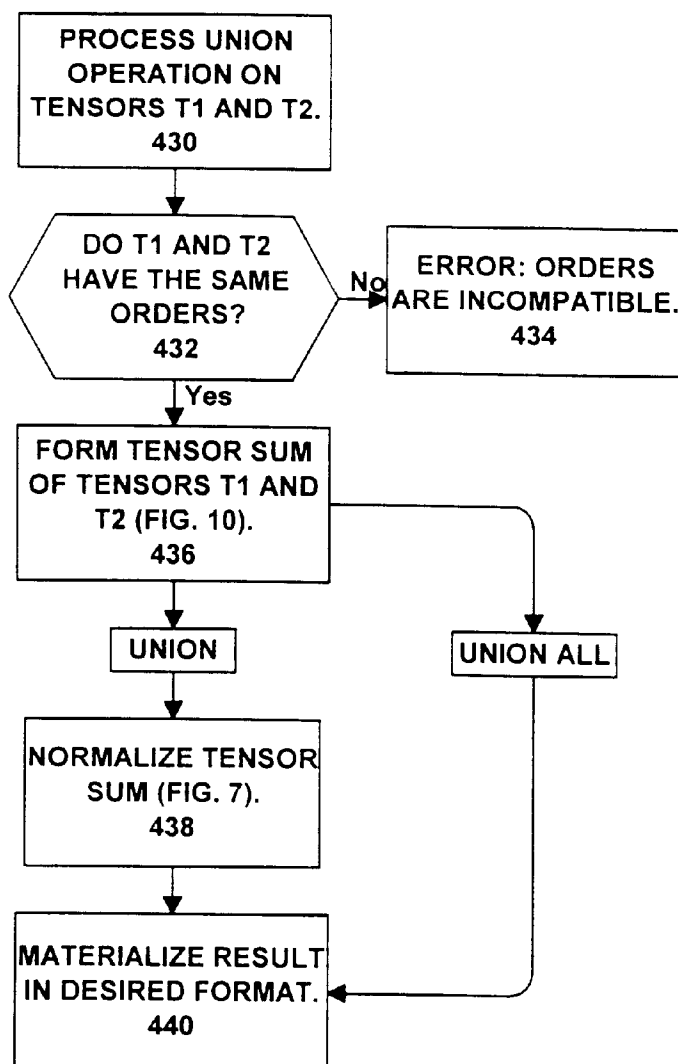 PROCESS UNION
OPERATION ON
TENSORS T1 AND T2.
430
DO T1 AND T2
HAVE THE SAME
ORDERS?
432
No
ERROR: ORDERS
ARE INCOMPATIBLE.
434
Yes
FORM TENSOR SUM
OF TENSORS T1 AND
T2 (FIG. 10).
436
UNION
UNION ALL
NORMALIZE TENSOR
SUM (FIG. 7).
438
MATERIALIZE RESULT
IN DESIRED FORMAT.
440